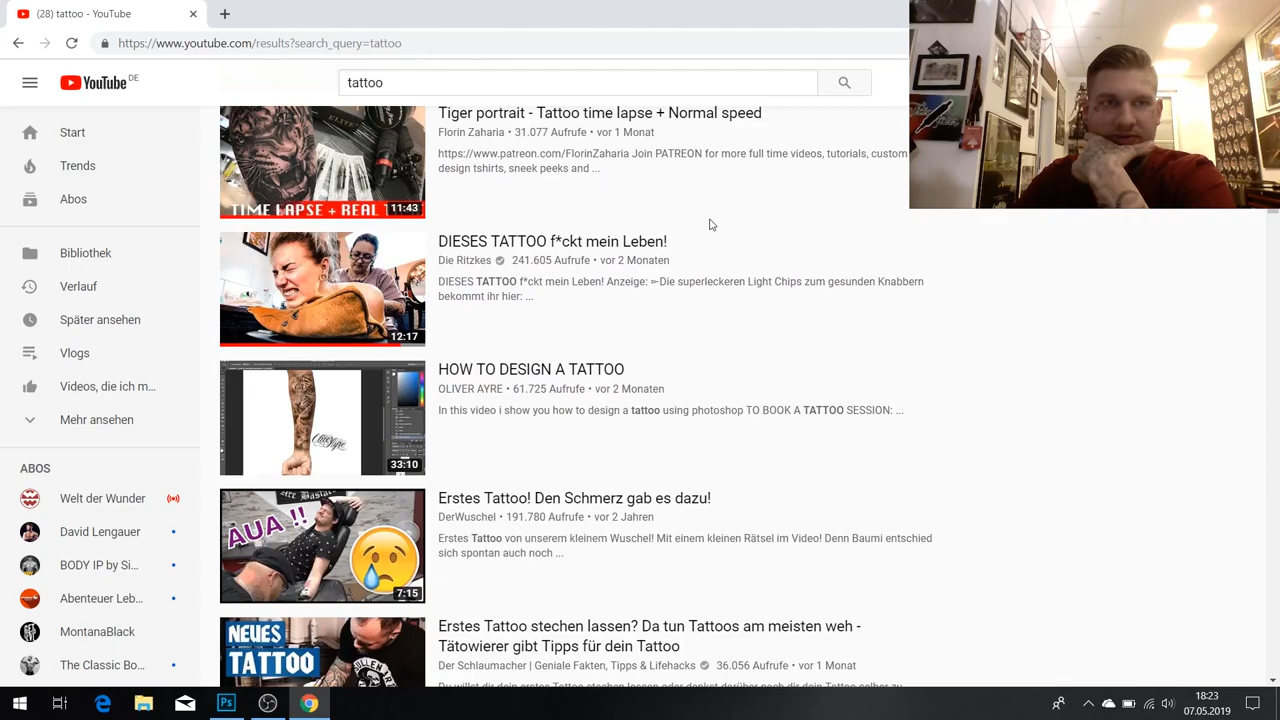 (28) tattoo - YouTube
https://www.youtube.com/results?search_query=tattoo
YouTube DE
tattoo
Start
Trends
Abos
Bibliothek
Verlauf
Später ansehen
Vlogs
Videos, die ich m...
Mehr ansehen
ABOS
Welt der Wunder
David Lengauer
BODY IP by Si...
Abenteuer Leb...
MontanaBlack
The Classic Bo...
ELITE
TIME LAPSE + REAL T
11:43
Tiger portrait - Tattoo time lapse + Normal speed
Florin Zaharia • 31.077 Aufrufe • vor 1 Monat
https://www.patreon.com/FlorinZaharia Join PATREON for more full time videos, tutorials, custom
design tshirts, sneek peeks and ...
12:17
DIESES TATTOO f*ckt mein Leben!
Die Ritzkes 241.605 Aufrufe • vor 2 Monaten
DIESES TATTOO f*ckt mein Leben! Anzeige: ►Die superleckeren Light Chips zum gesunden Knabbern
bekommt ihr hier: ...
33:10
HOW TO DESIGN A TATTOO
OLIVER AYRE • 61.725 Aufrufe • vor 2 Monaten
In this video i show you how to design a tattoo using photoshop TO BOOK A TATTOO SESSION: ...
AUA !!
7:15
Erstes Tattoo! Den Schmerz gab es dazu!
DerWuschel • 191.780 Aufrufe • vor 2 Jahren
Erstes Tattoo von unserem kleinem Wuschel! Mit einem kleinen Rätsel im Video! Denn Baumi entschied
sich spontan auch noch ...
NEUES
TATTOO
Erstes Tattoo stechen lassen? Da tun Tattoos am meisten weh -
Tätowierer gibt Tipps für dein Tattoo
Der Schlaumacher | Geniale Fakten, Tipps & Lifehacks 36.056 Aufrufe • vor 1 Monat
Ps
18:23
07.05.2019